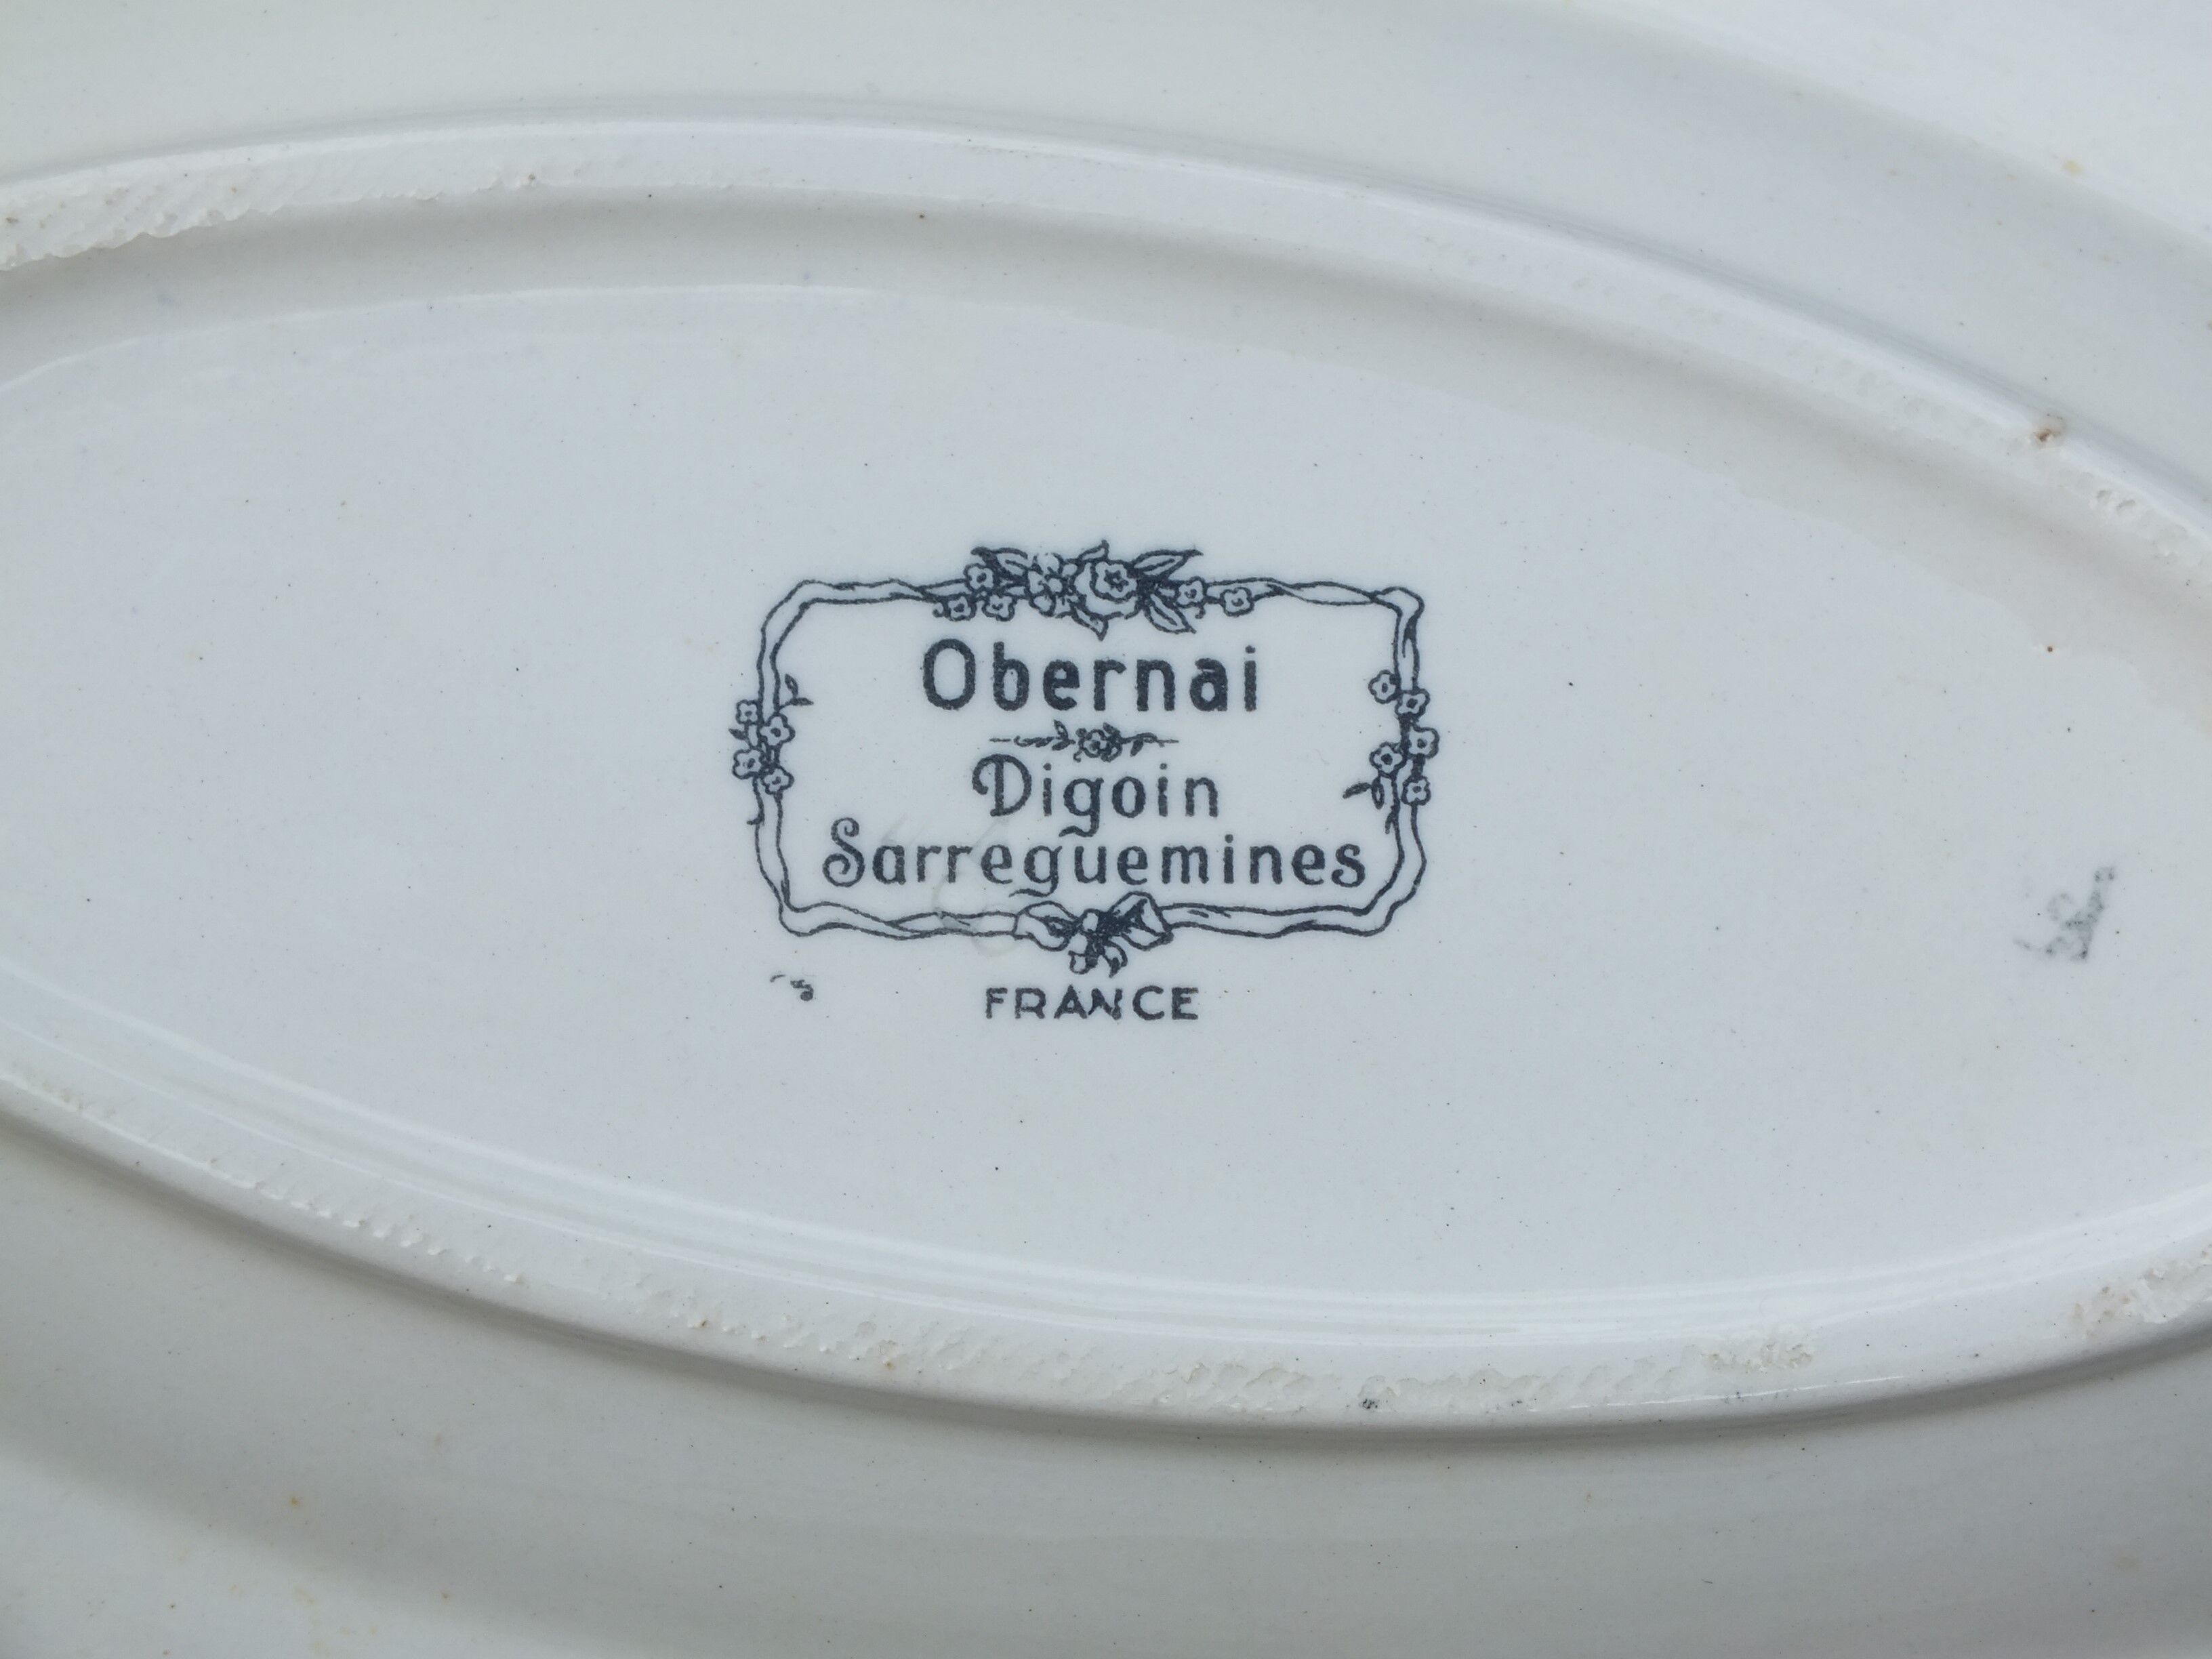 Obernai
Digoin
Sarreguemines
FRANCE